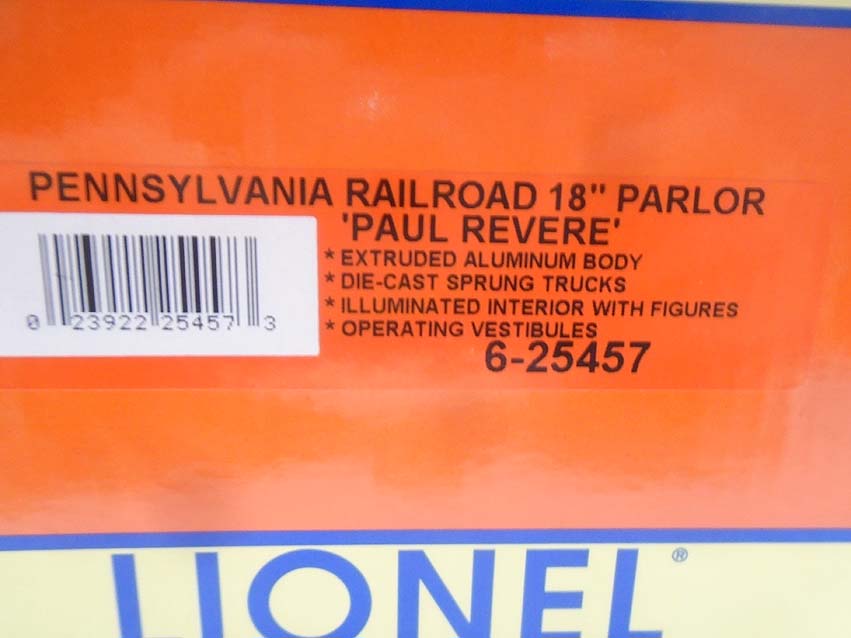 PENNSYLVANIA RAILROAD 18" PARLOR
'PAUL REVERE'
* EXTRUDED ALUMINUM BODY
* DIE-CAST SPRUNG TRUCKS
* ILLUMINATED INTERIOR WITH FIGURES
* OPERATING VESTIBULES
6-25457
0 23922 25457 3
LIONEL®